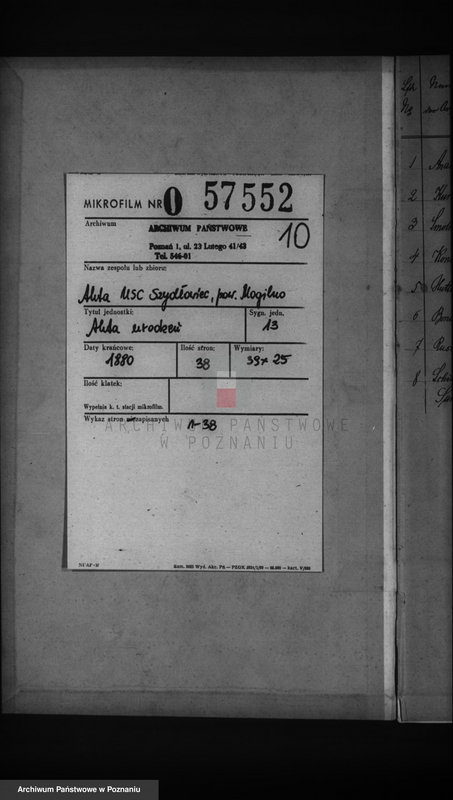 MIKROFILM NR O 57552
Archiwum
ARCHIWUM PAŃSTWOWE
10
Poznań 1, ul. 23 Lutego 41/43
Tel. 546-01
Nazwa zespołu lub zbioru:
Akta USC Szydłowiec, pow. Mogilno
Tytuł jednostki:
Sygn. jedn.
Akta urodzeń
13
Daty krańcowe:
Ilość stron:
Wymiary:
1880
38
39x25
Ilość klatek:
Wypełnia k. t. stacji mikrofilm.
Wykaz stron zapisanych 1-38
ARCHIWUM PAŃSTWOWE
W POZNANIU
1
2
3
4
5
6
7
8
Archiwum Państwowe w Poznaniu